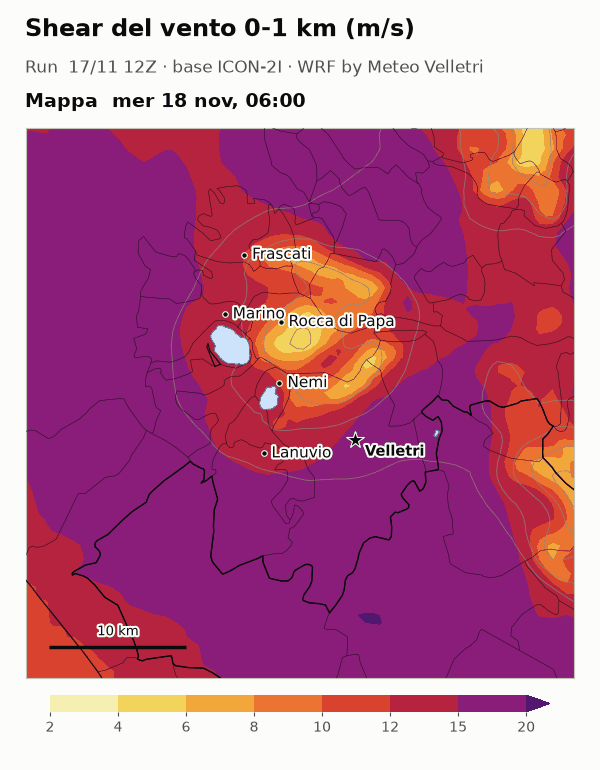 Shear del vento 0-1 km (m/s)
Run  17/11 12Z · base ICON-2I · WRF by Meteo Velletri
Mappa  mer 18 nov, 06:00
Frascati
Marino
Rocca di Papa
Nemi
Velletri
Lanuvio
10 km
2 4 6 8 10 12 15 20